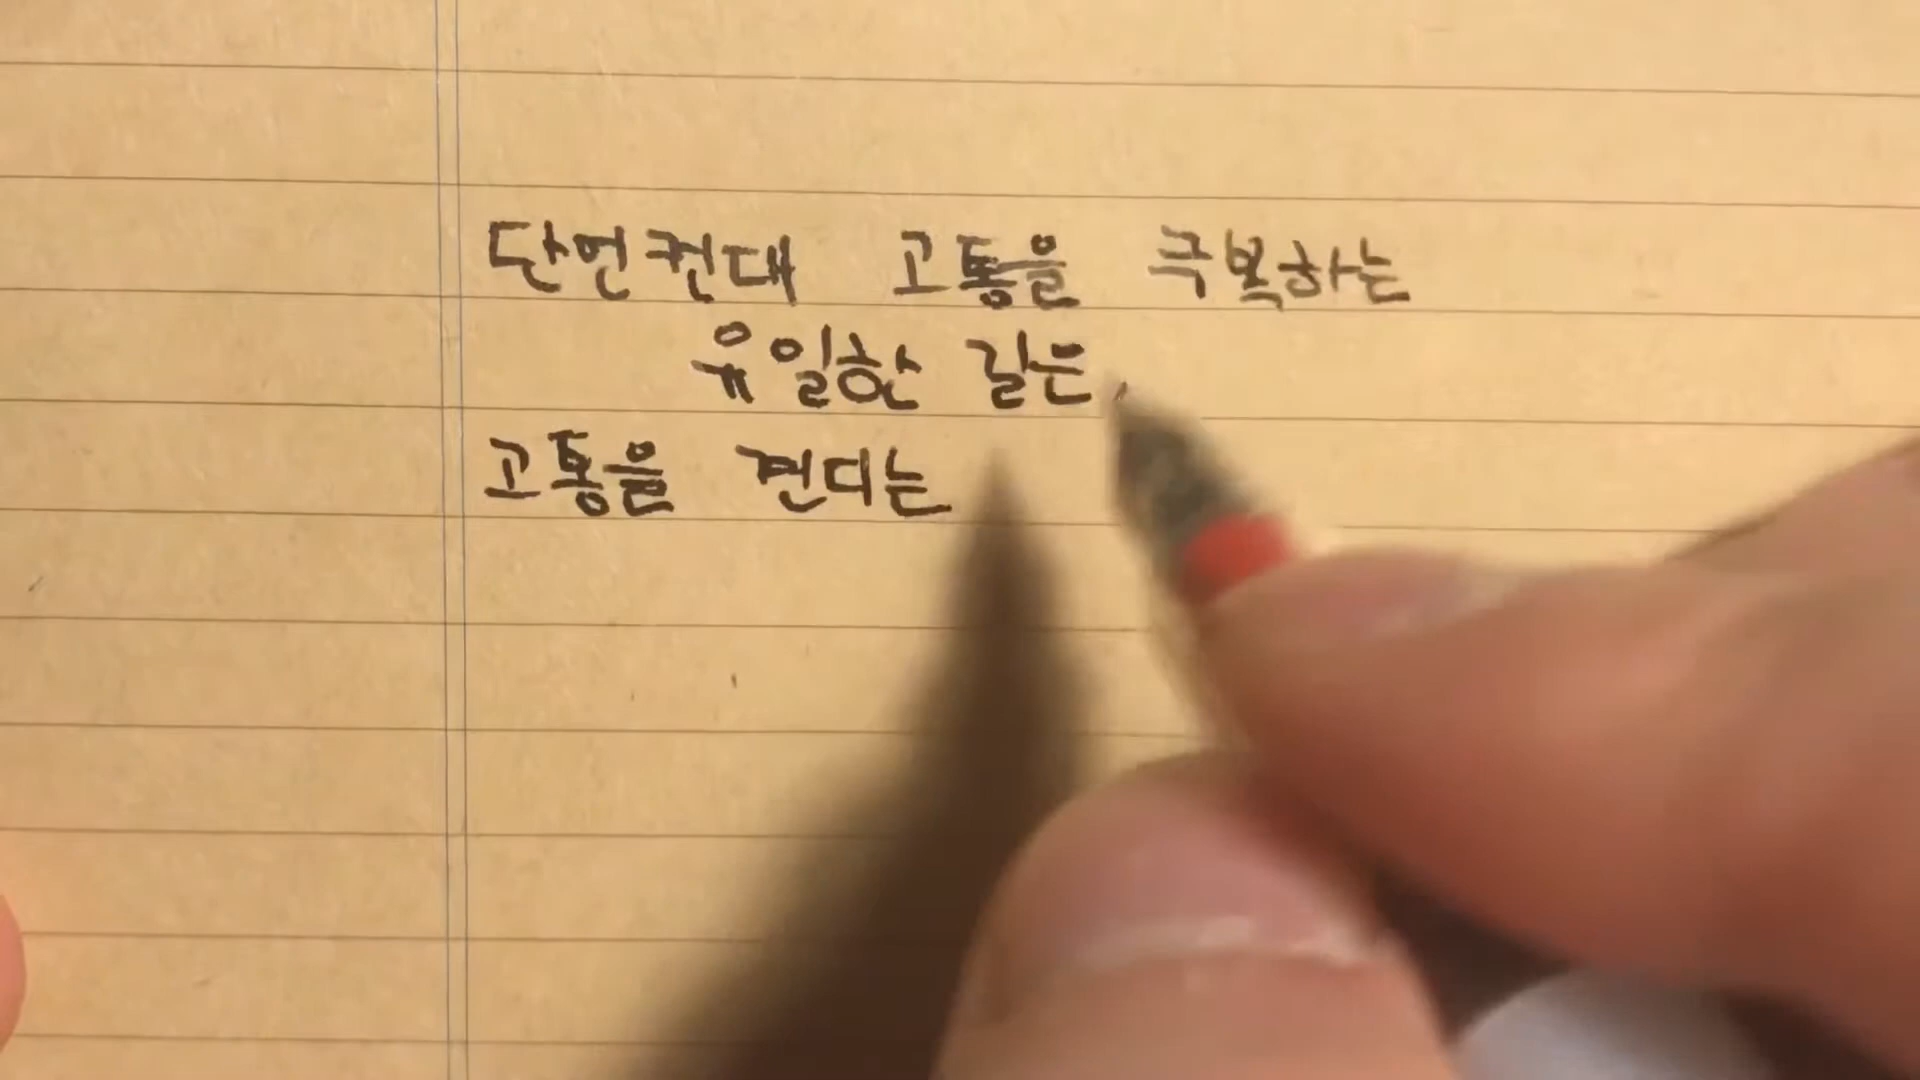 단언컨대 고통을 극복하는
유일한 길은,
고통을 견디는